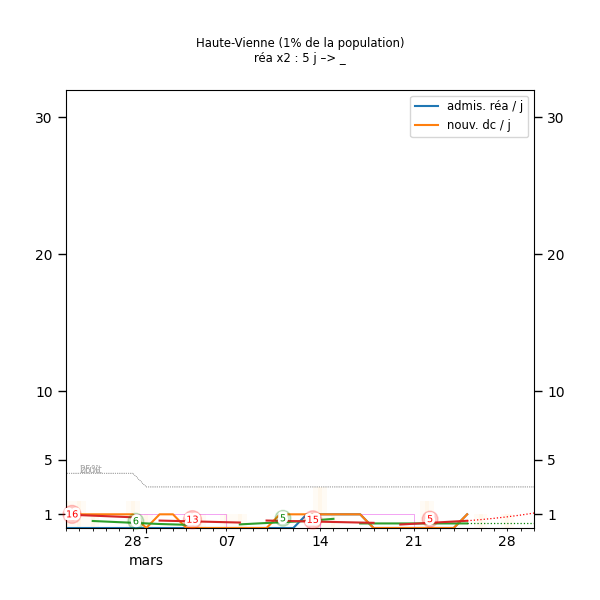 Haute-Vienne (1% de la population)
réa x2 : 5 j –> _
admis. réa / j
nouv. dc / j
30 30
20 20
10 10
5 5
1 1
16 6 13 5 15 5
28 07 14 21 28
mars